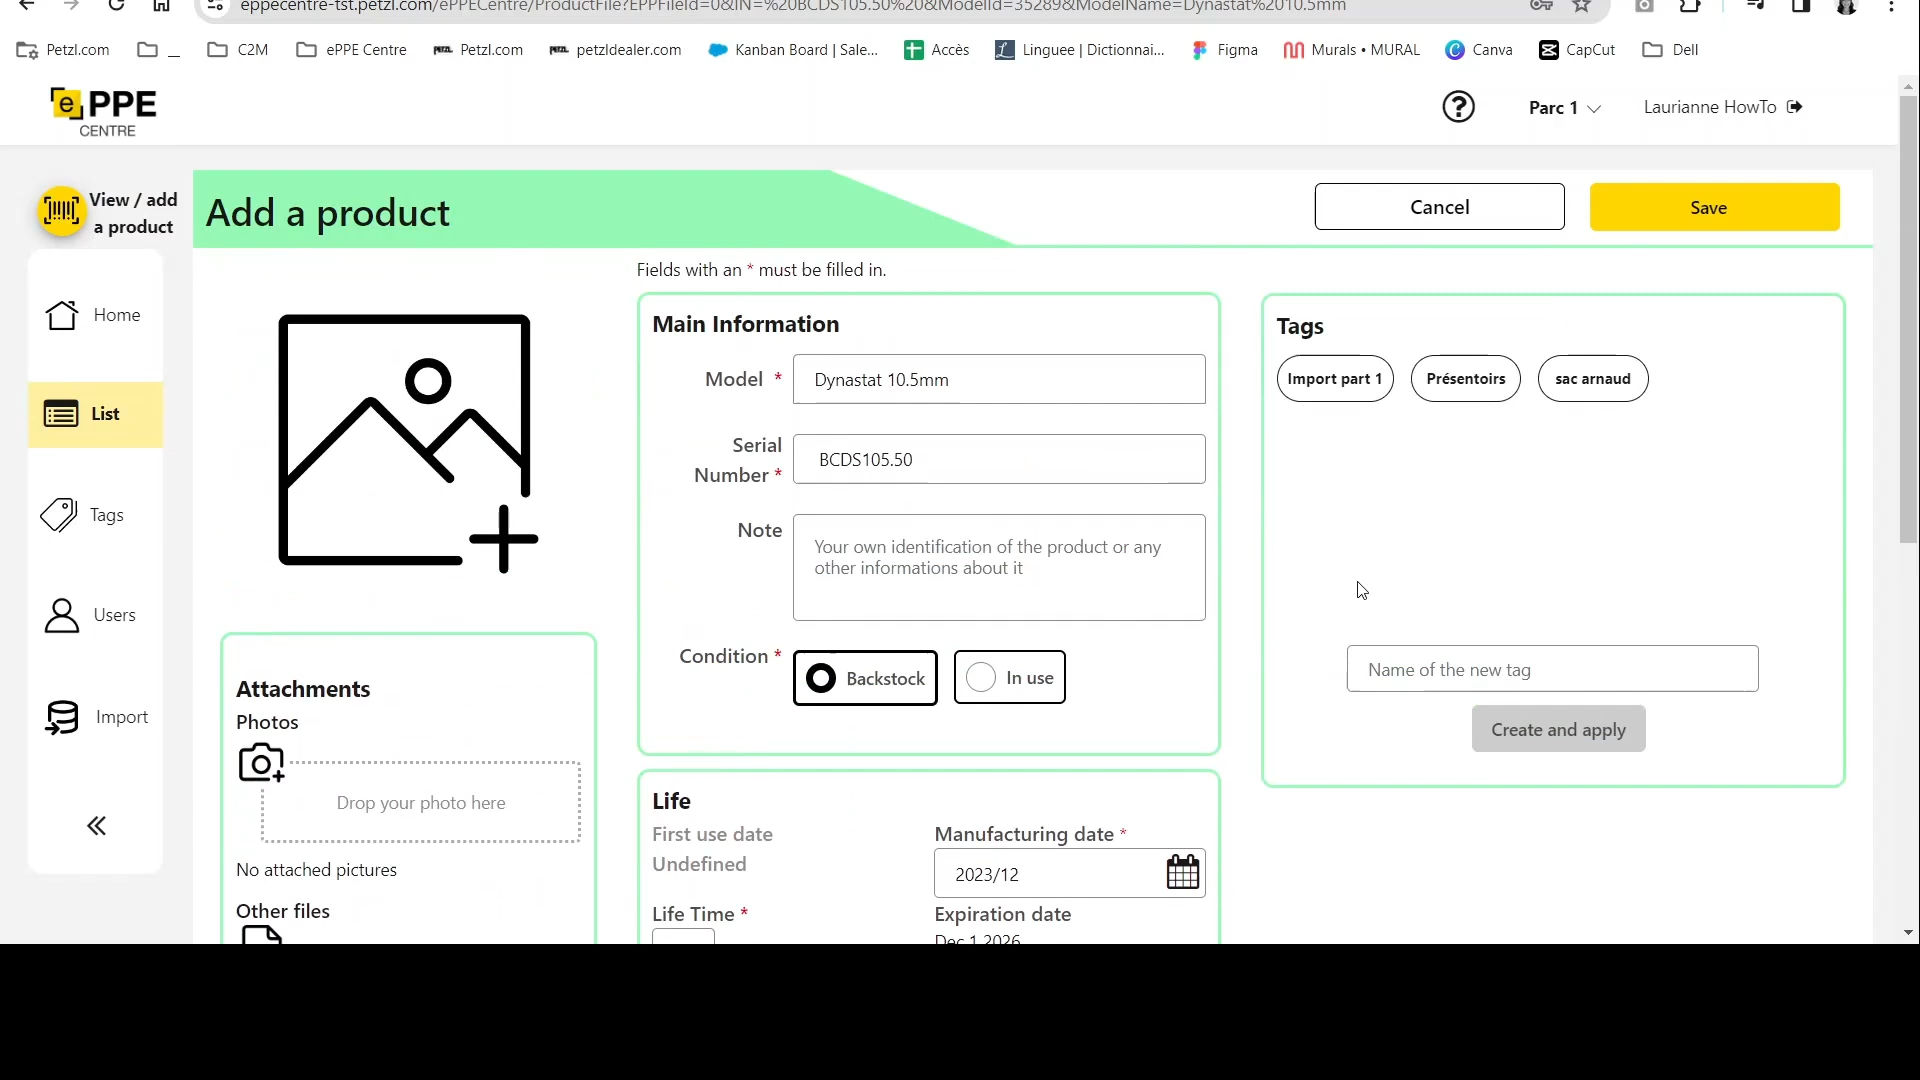 eppecentre-tst.petzl.com/ePPECentre/ProductFile?EPPFileId=0&IN=%20BCDS105.50%20&ModelId=35289&ModelName=Dynastat%2010.5mm
Petzl.com
__
C2M
ePPE Centre
Petzl.com
petzldealer.com
Kanban Board | Sale...
Accès
Linguee | Dictionnai...
Figma
Murals • MURAL
Canva
CapCut
Dell
e PPE
CENTRE
Parc 1
Laurianne HowTo
View / add
a product
Add a product
Cancel
Save
Fields with an * must be filled in.
Home
List
Tags
Users
Import
Main Information
Model *
Dynastat 10.5mm
Serial
Number *
BCDS105.50
Note
Your own identification of the product or any
other informations about it
Condition *
Backstock
In use
Tags
Import part 1
Présentoirs
sac arnaud
Name of the new tag
Create and apply
Attachments
Photos
Drop your photo here
No attached pictures
Other files
Life
First use date
Undefined
Manufacturing date *
2023/12
Life Time *
Expiration date
Dec 1 2026